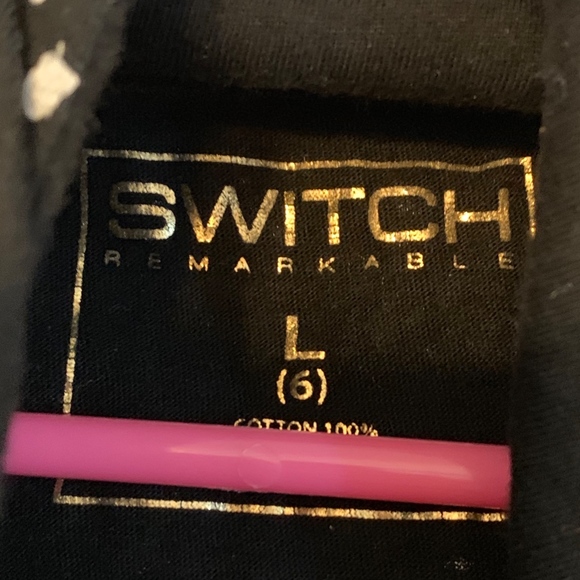 SWITCH
REMARKABLE
L
(6)
COTTON 100%